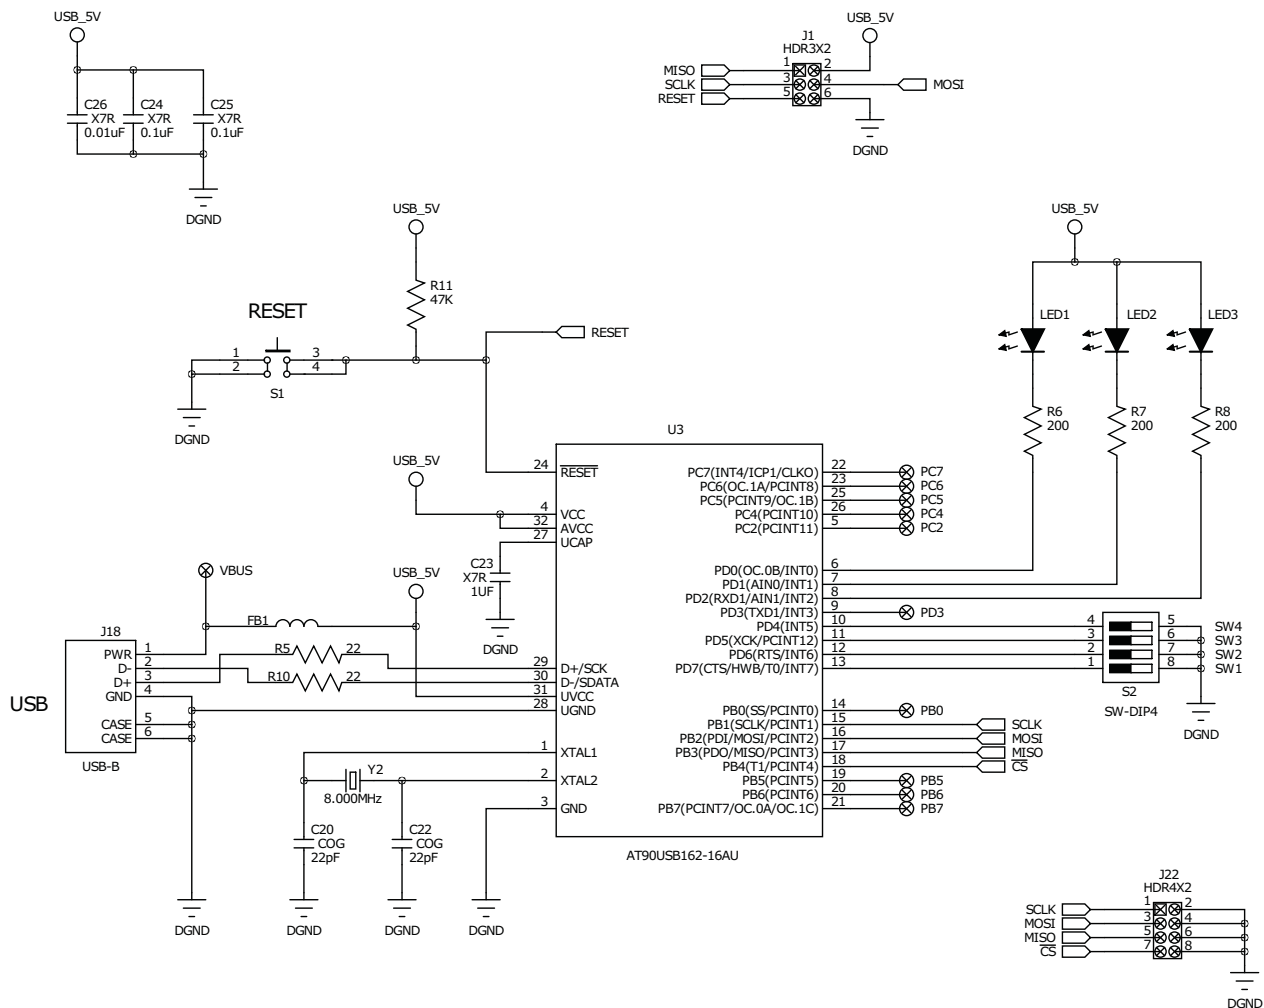 USB_5V
C26
X7R
0.01uF
C24
X7R
0.1uF
C25
X7R
0.1uF
DGND
J1
HDR3X2
USB_5V
MISO 1 2
SCLK 3 4 MOSI
RESET 5 6
DGND
USB_5V
R11
47K
RESET
RESET
1 3
2 4
S1
DGND
USB_5V
LED1 LED2 LED3
R6
200
R7
200
R8
200
U3
USB_5V
24 RESET
4 VCC
32 AVCC
27 UCAP
C23
X7R
1UF
DGND
VBUS
USB_5V
FB1
J18
USB
PWR 1
D- 2
D+ 3
GND 4
CASE 5
CASE 6
USB-B
R5 22
R10 22
29 D+/SCK
30 D-/SDATA
31 UVCC
28 UGND
1 XTAL1
2 XTAL2
3 GND
Y2
8.000MHz
C20
COG
22pF
C22
COG
22pF
DGND
DGND
DGND
DGND
PC7(INT4/ICP1/CLKO) 22 PC7
PC6(OC.1A/PCINT8) 23 PC6
PC5(PCINT9/OC.1B) 25 PC5
PC4(PCINT10) 26 PC4
PC2(PCINT11) 5 PC2
PD0(OC.0B/INT0) 6
PD1(AIN0/INT1) 7
PD2(RXD1/AIN1/INT2) 8
PD3(TXD1/INT3) 9 PD3
PD4(INT5) 10
PD5(XCK/PCINT12) 11
PD6(RTS/INT6) 12
PD7(CTS/HWB/T0/INT7) 13
4 5 SW4
3 6 SW3
2 7 SW2
1 8 SW1
S2
SW-DIP4
DGND
PB0(SS/PCINT0) 14 PB0
PB1(SCLK/PCINT1) 15 SCLK
PB2(PDI/MOSI/PCINT2) 16 MOSI
PB3(PDO/MISO/PCINT3) 17 MISO
PB4(T1/PCINT4) 18 CS
PB5(PCINT5) 19 PB5
PB6(PCINT6) 20 PB6
PB7(PCINT7/OC.0A/OC.1C) 21 PB7
AT90USB162-16AU
J22
HDR4X2
SCLK 1 2
MOSI 3 4
MISO 5 6
CS 7 8
DGND